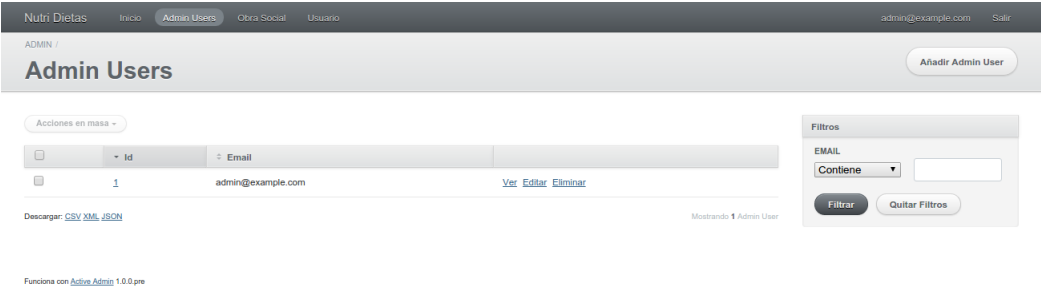 Nutri Dietas Inicio Admin Users Obra Social Usuario admin@example.com Salir
ADMIN /
Admin Users
Añadir Admin User
Acciones en masa
Id Email
1 admin@example.com Ver Editar Eliminar
Descargar: CSV XML JSON
Mostrando 1 Admin User
Filtros
EMAIL
Contiene
Filtrar Quitar Filtros
Funciona con Active Admin 1.0.0.pre